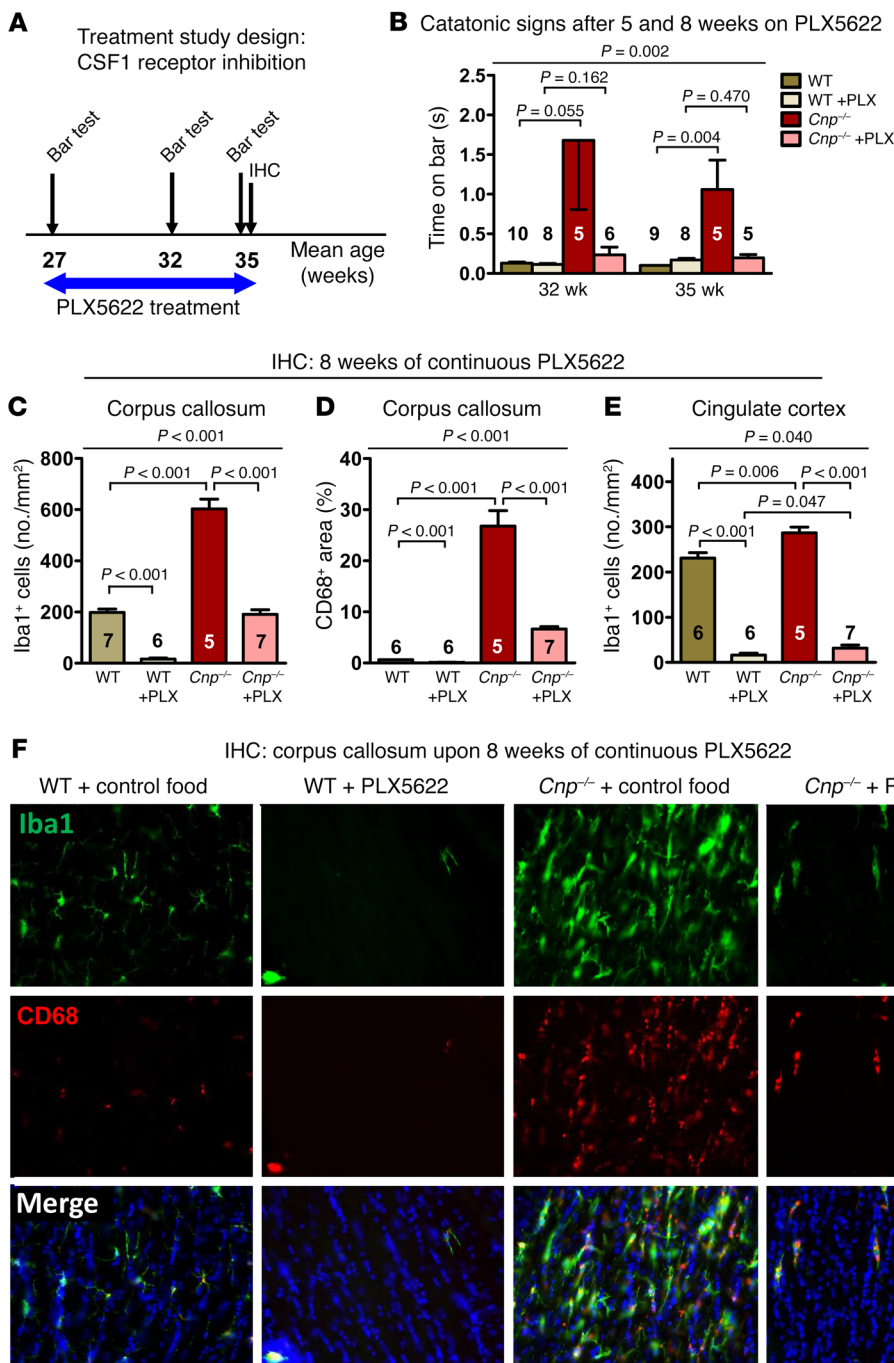 A
Treatment study design:
CSF1 receptor inhibition
Bar test
Bar test
Bar test
IHC
27
32
35
Mean age
(weeks)
PLX5622 treatment
B
Catatonic signs after 5 and 8 weeks on PLX5622
P = 0.002
P = 0.162
P = 0.055
P = 0.470
P = 0.004
Time on bar (s)
2.5
2.0
1.5
1.0
0.5
0.0
10 8 5 6
9 8 5 5
32 wk
35 wk
WT
WT +PLX
Cnp⁻/⁻
Cnp⁻/⁻ +PLX
IHC: 8 weeks of continuous PLX5622
C
Corpus callosum
P < 0.001
P < 0.001
P < 0.001
P < 0.001
Iba1⁺ cells (no./mm²)
800
600
400
200
0
7 6 5 7
WT
WT
+PLX
Cnp⁻/⁻
Cnp⁻/⁻
+PLX
D
Corpus callosum
P < 0.001
P < 0.001
P < 0.001
P < 0.001
CD68⁺ area (%)
40
30
20
10
0
6 6 5 7
WT
WT
+PLX
Cnp⁻/⁻
Cnp⁻/⁻
+PLX
E
Cingulate cortex
P = 0.040
P = 0.006
P < 0.001
P = 0.047
P < 0.001
Iba1⁺ cells (no./mm²)
400
300
200
100
0
6 6 5 7
WT
WT
+PLX
Cnp⁻/⁻
Cnp⁻/⁻
+PLX
F
IHC: corpus callosum upon 8 weeks of continuous PLX5622
WT + control food
WT + PLX5622
Cnp⁻/⁻ + control food
Cnp⁻/⁻ +
Iba1
CD68
Merge